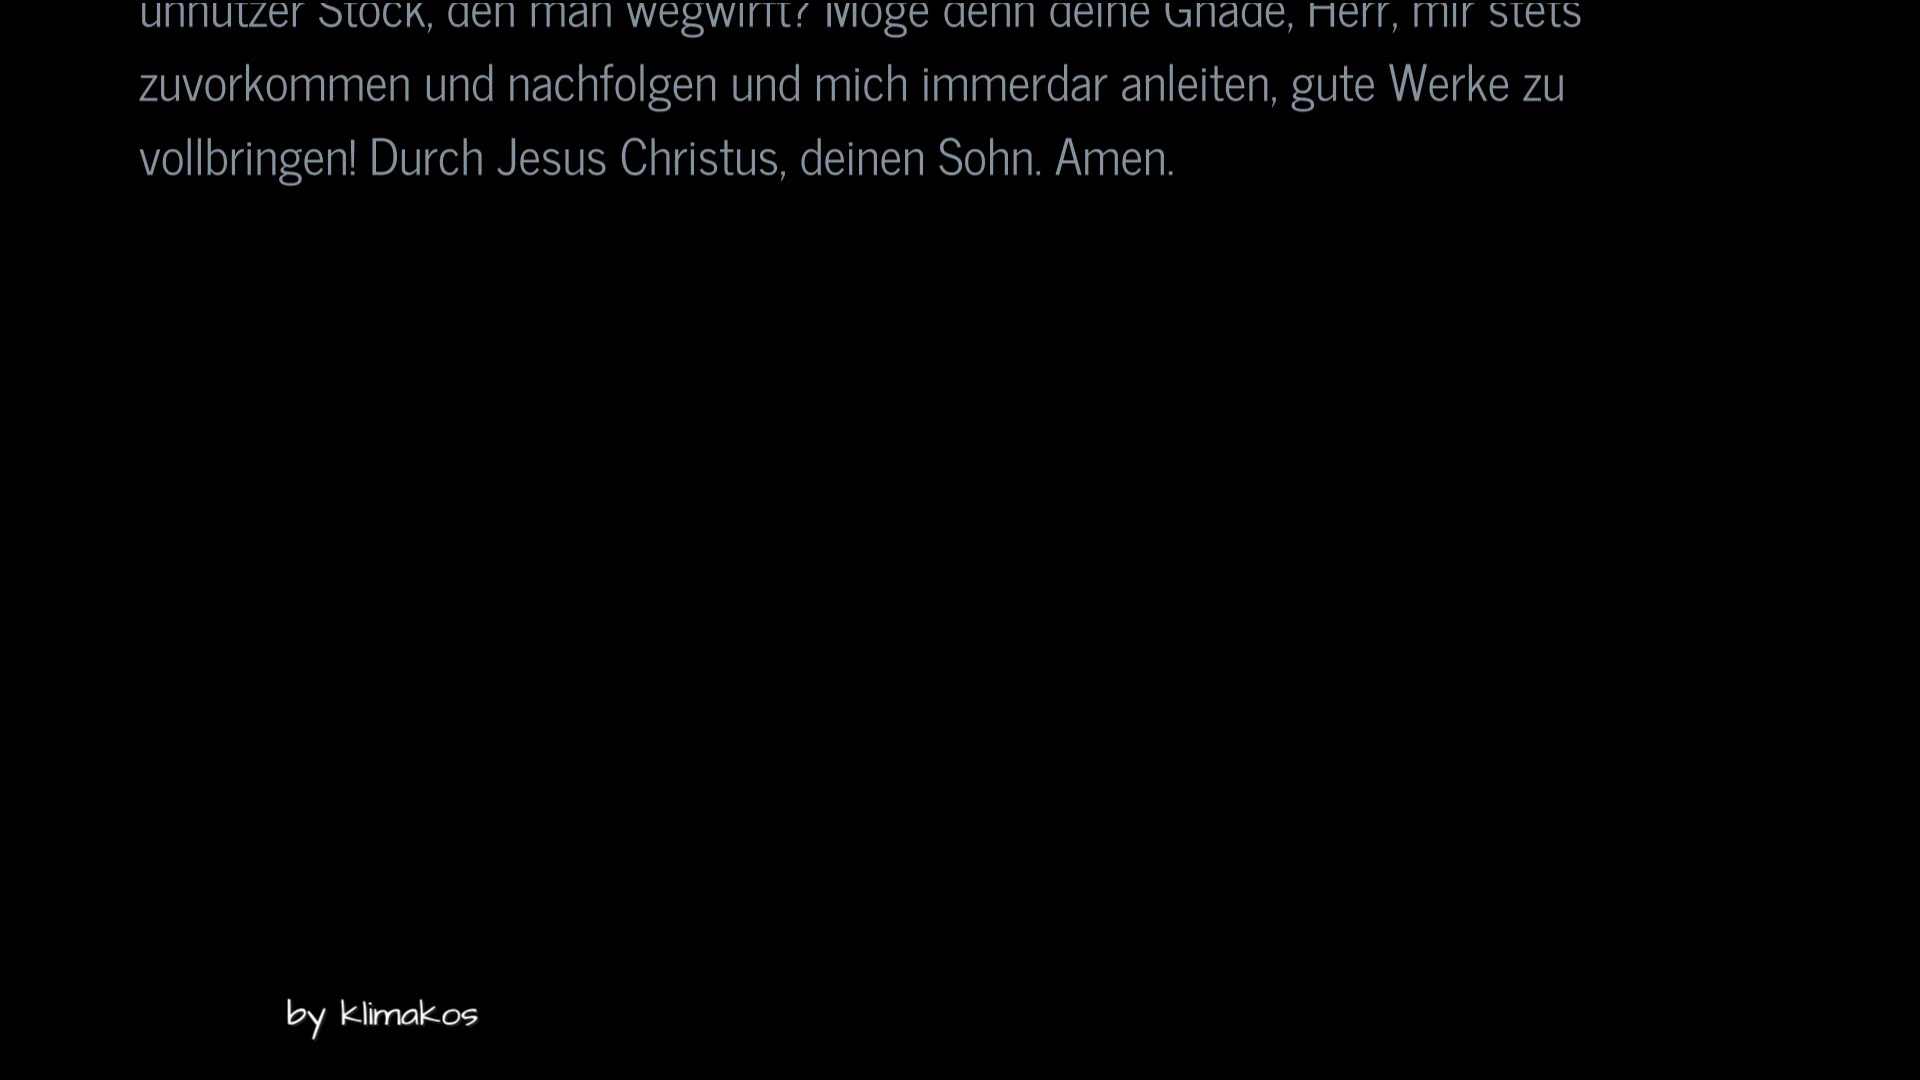 unnützer Stock, den man wegwirft? Möge denn deine Gnade, Herr, mir stets
zuvorkommen und nachfolgen und mich immerdar anleiten, gute Werke zu
vollbringen! Durch Jesus Christus, deinen Sohn. Amen.
by klimakos